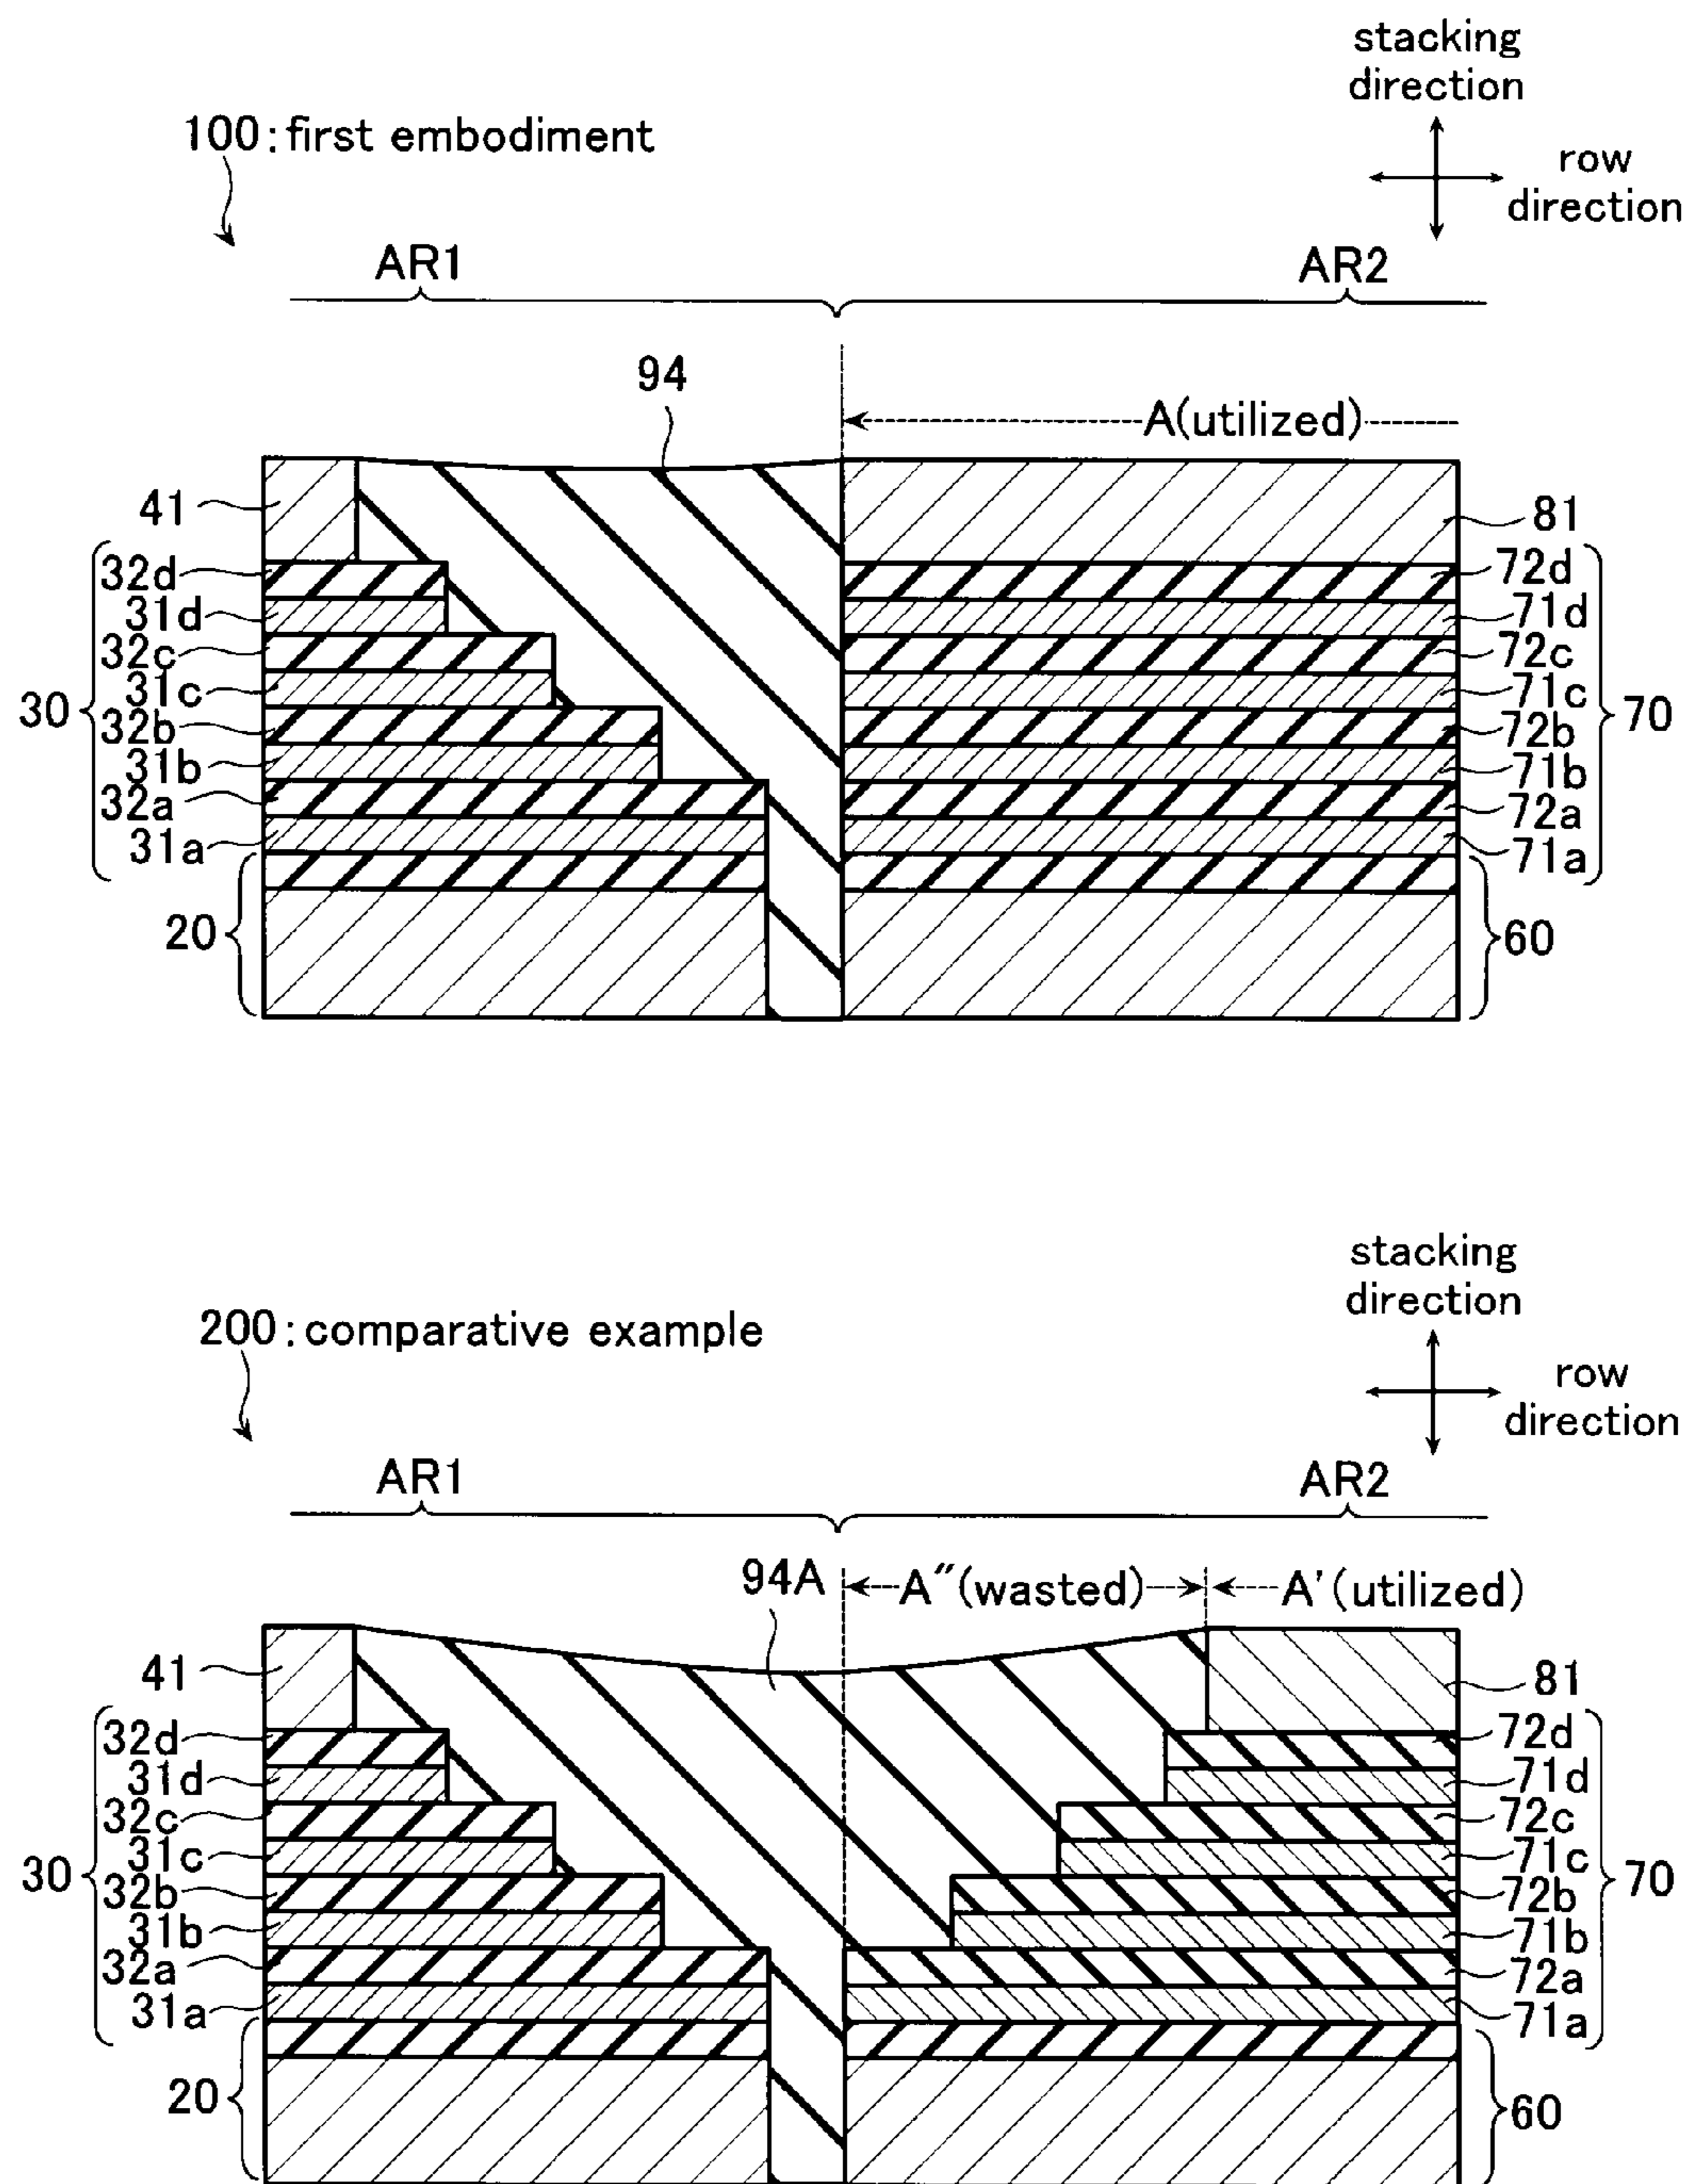 stacking
direction
100: first embodiment
row
direction
AR1
AR2
94
A(utilized)
41
81
32d
72d
31d
71d
32c
72c
31c
71c
30
70
32b
72b
31b
71b
32a
72a
31a
71a
20
60
stacking
direction
200: comparative example
row
direction
AR1
AR2
94A
A″(wasted)
A'(utilized)
41
81
32d
72d
31d
71d
32c
72c
31c
71c
30
70
32b
72b
31b
71b
32a
72a
31a
71a
20
60